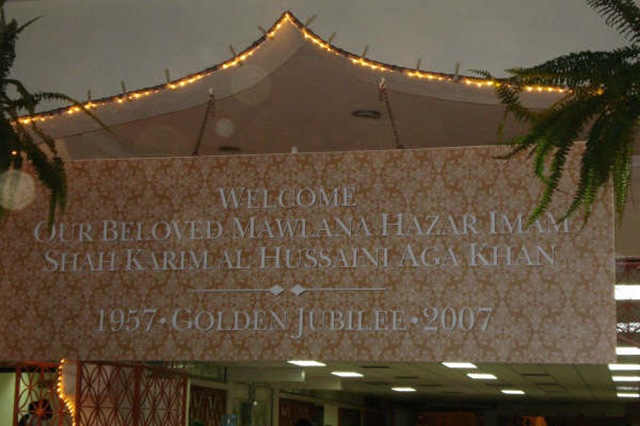 WELCOME
OUR BELOVED MAWLANA HAZAR IMAM
SHAH KARIM AL HUSSAINI AGA KHAN
1957 • GOLDEN JUBILEE • 2007